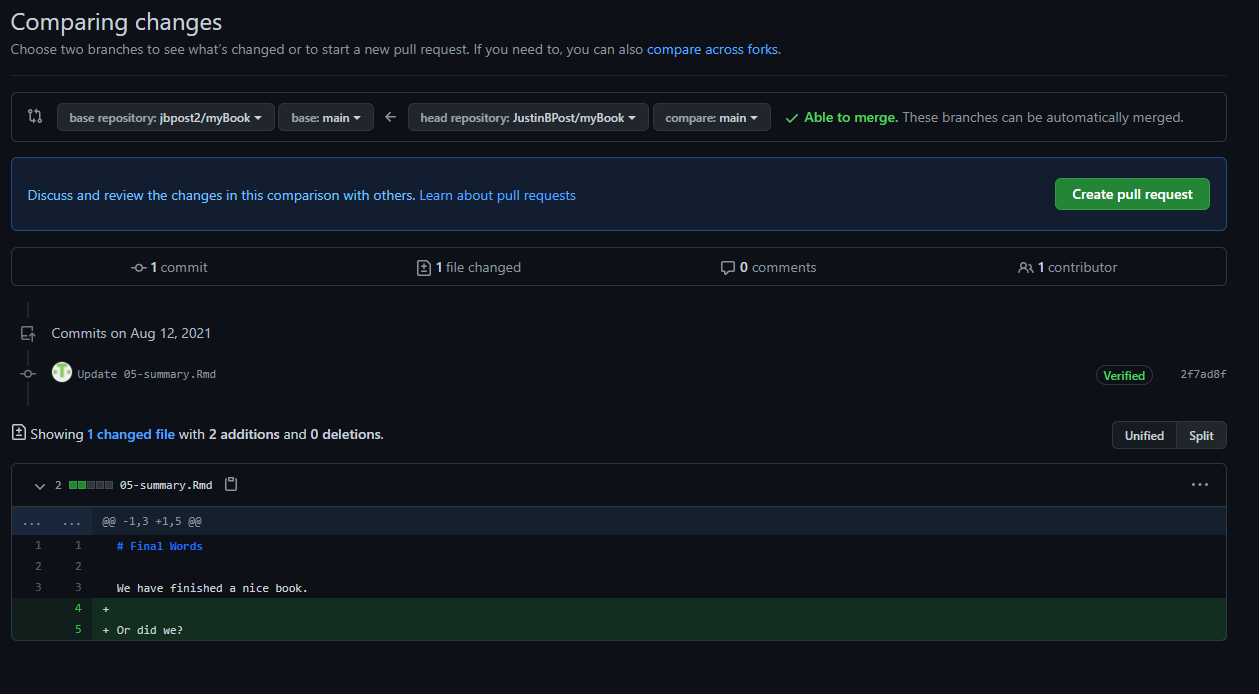 Comparing changes
Choose two branches to see what's changed or to start a new pull request. If you need to, you can also compare across forks.
base repository: jbpost2/myBook base: main head repository: JustinBPost/myBook compare: main Able to merge. These branches can be automatically merged.
Discuss and review the changes in this comparison with others. Learn about pull requests Create pull request
1 commit 1 file changed 0 comments 1 contributor
Commits on Aug 12, 2021
Update 05-summary.Rmd Verified 2f7ad8f
Showing 1 changed file with 2 additions and 0 deletions. Unified Split
2 05-summary.Rmd ...
... ... @@ -1,3 +1,5 @@
1 1 # Final Words
2 2
3 3 We have finished a nice book.
4 +
5 + Or did we?